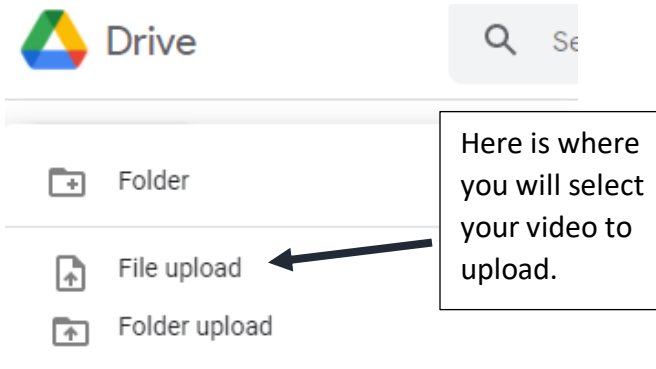 Drive
Se
Folder
Here is where
you will select
your video to
upload.
File upload
Folder upload